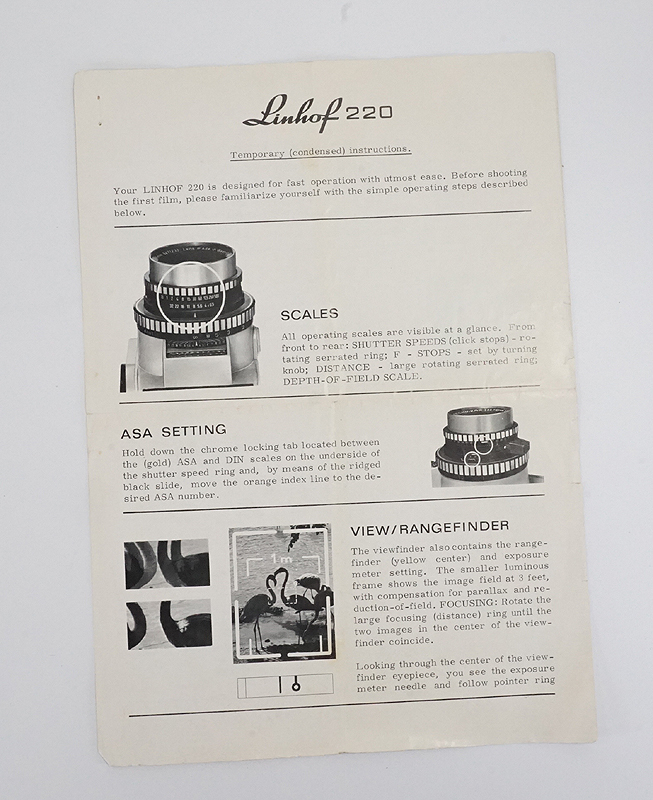 Linhof 220
Temporary (condensed) instructions.
Your LINHOF 220 is designed for fast operation with utmost ease. Before shooting
the first film, please familiarize yourself with the simple operating steps described
below.
SCALES
All operating scales are visible at a glance. From
front to rear: SHUTTER SPEEDS (click stops) - ro-
tating serrated ring; F - STOPS - set by turning
knob; DISTANCE - large rotating serrated ring;
DEPTH-OF-FIELD SCALE.
ASA SETTING
Hold down the chrome locking tab located between
the (gold) ASA and DIN scales on the underside of
the shutter speed ring and, by means of the ridged
black slide, move the orange index line to the de-
sired ASA number.
1m
VIEW/RANGEFINDER
The viewfinder also contains the range-
finder (yellow center) and exposure
meter setting. The smaller luminous
frame shows the image field at 3 feet,
with compensation for parallax and re-
duction-of-field. FOCUSING: Rotate the
large focusing (distance) ring until the
two images in the center of the view-
finder coincide.
Looking through the center of the view-
finder eyepiece, you see the exposure
meter needle and follow pointer ring